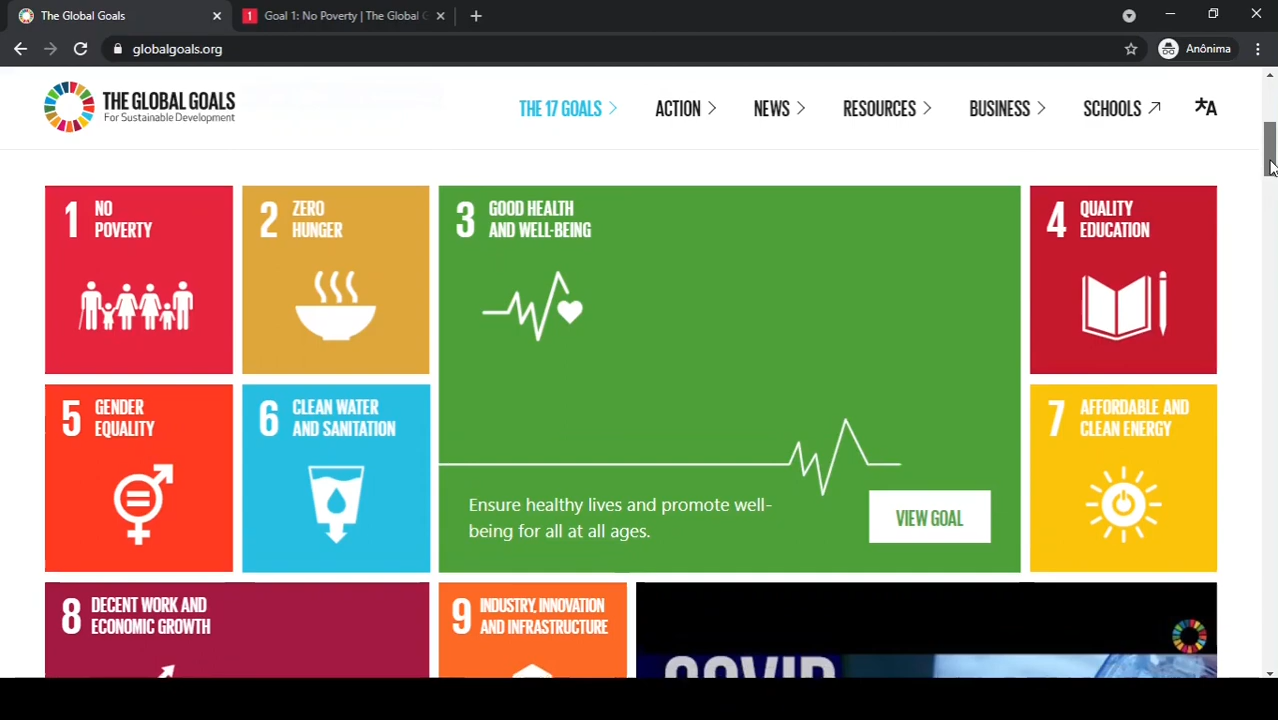 The Global Goals
1 Goal 1: No Poverty | The Global G
globalgoals.org
Anônima
THE GLOBAL GOALS
For Sustainable Development
THE 17 GOALS
ACTION
NEWS
RESOURCES
BUSINESS
SCHOOLS
文A
1 NO
POVERTY
2 ZERO
HUNGER
3 GOOD HEALTH
AND WELL-BEING
4 QUALITY
EDUCATION
5 GENDER
EQUALITY
6 CLEAN WATER
AND SANITATION
Ensure healthy lives and promote well-
being for all at all ages.
VIEW GOAL
7 AFFORDABLE AND
CLEAN ENERGY
8 DECENT WORK AND
ECONOMIC GROWTH
9 INDUSTRY, INNOVATION
AND INFRASTRUCTURE
COVID